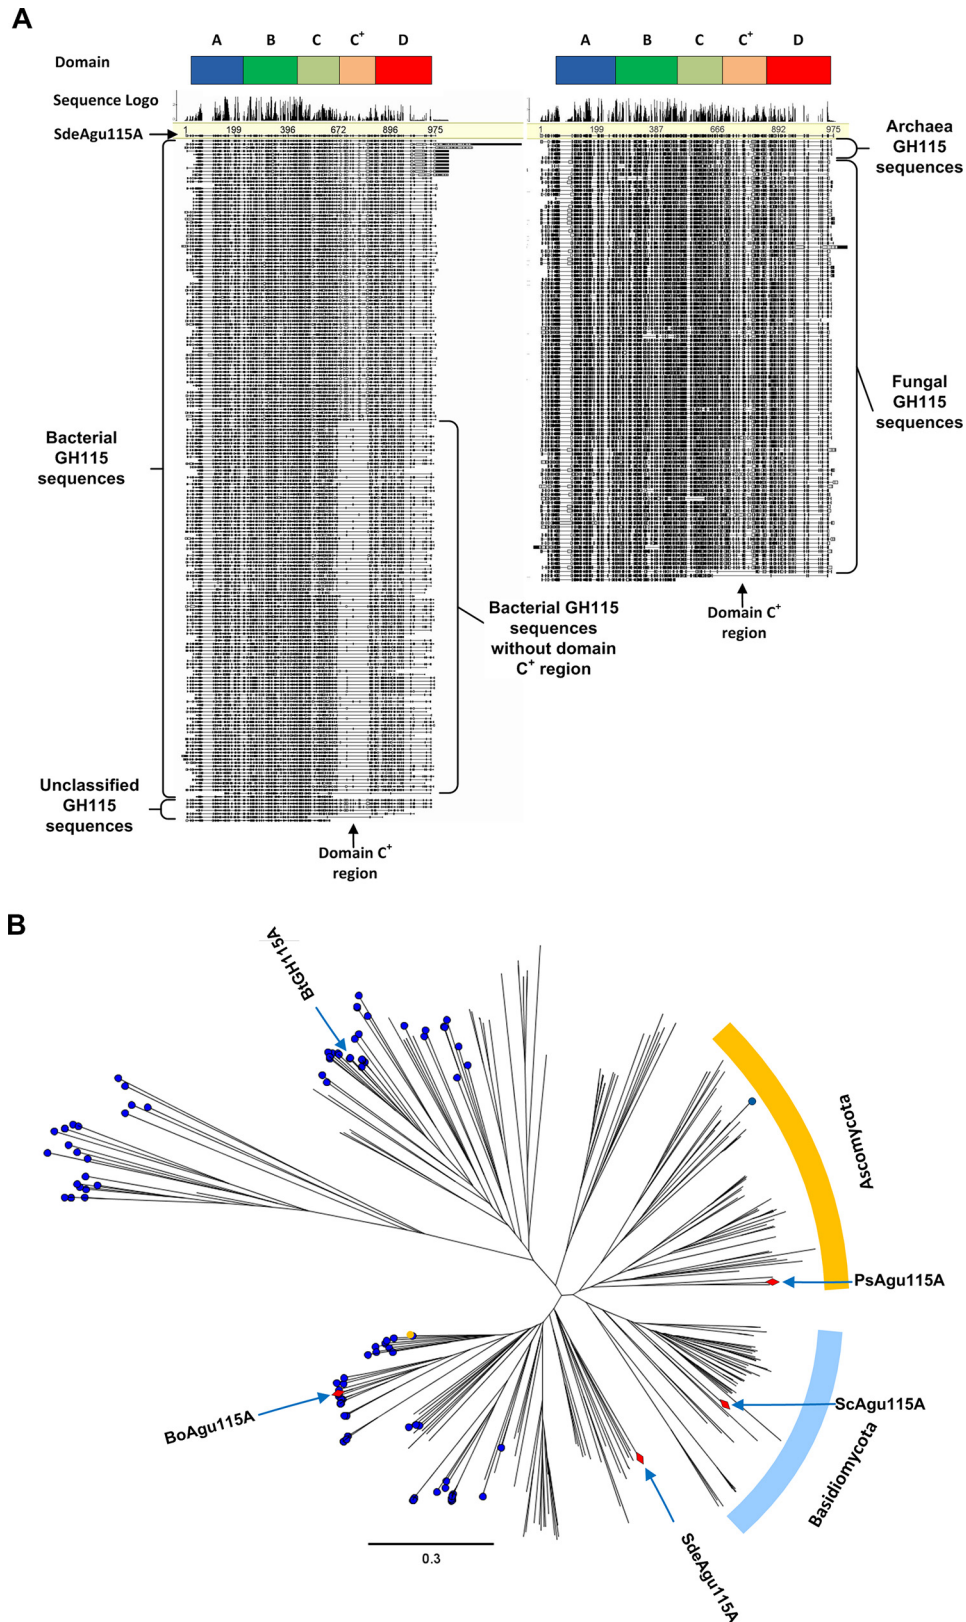 A
A B C C+ D
A B C C+ D
Domain
Sequence Logo
SdeAgu115A
1 199 396 672 896 975
1 199 387 666 892 975
Archaea
GH115
sequences
Fungal
GH115
sequences
Bacterial
GH115
sequences
Bacterial GH115
sequences
without domain
C+ region
Domain C+
region
Unclassified
GH115
sequences
Domain C+
region
B
BtGH115A
Ascomycota
PsAgu115A
ScAgu115A
BoAgu115A
Basidiomycota
SdeAgu115A
0.3